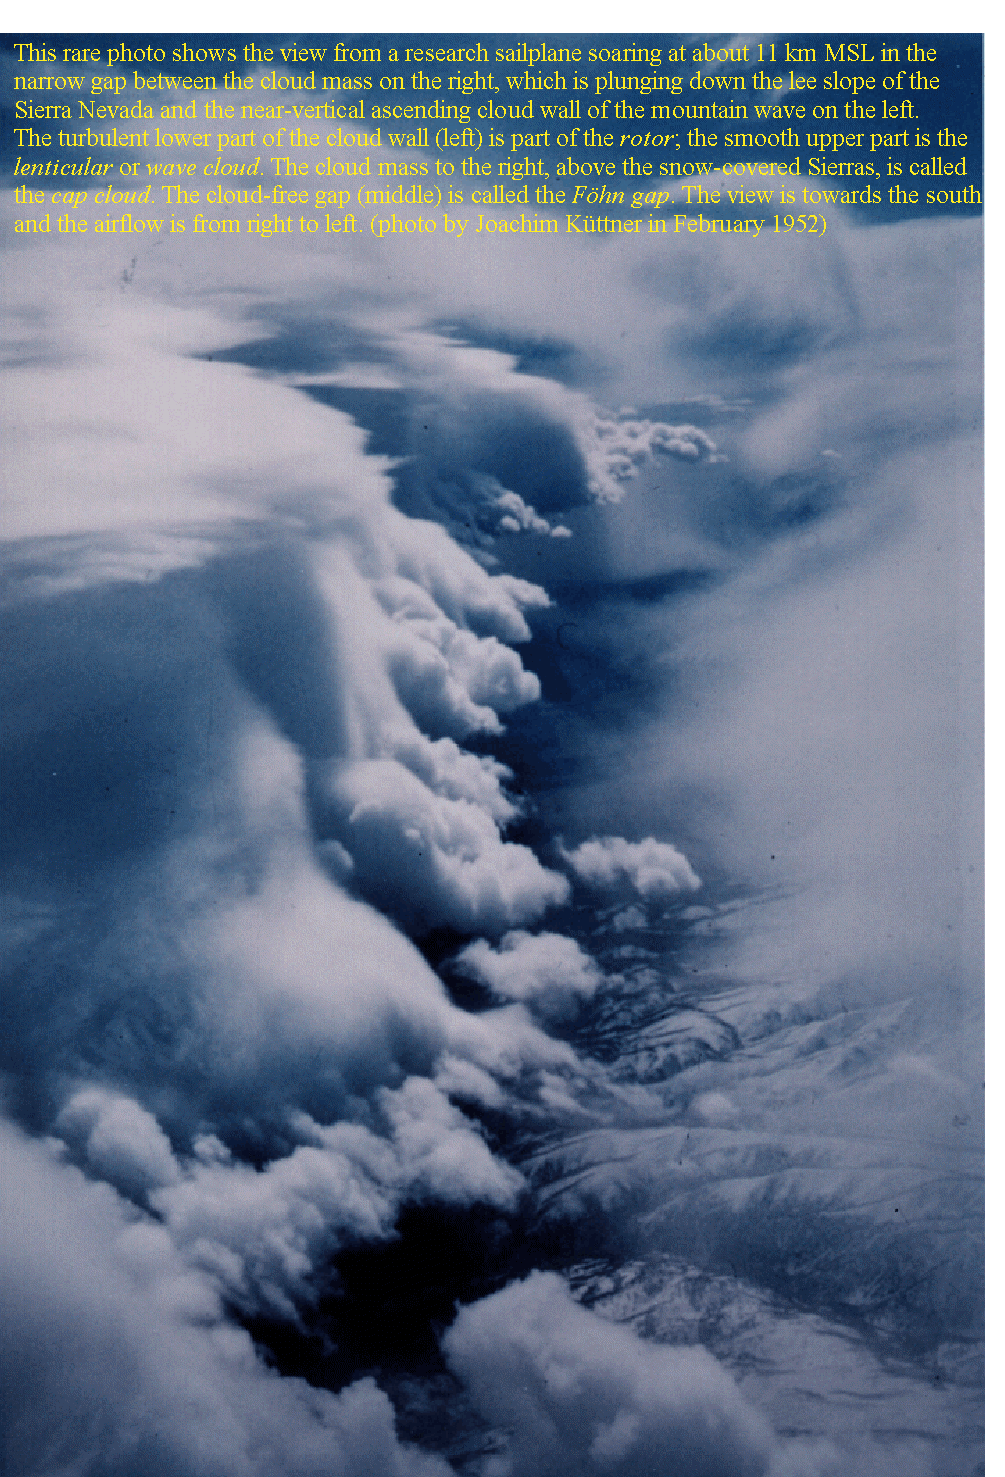 This rare photo shows the view from a research sailplane soaring at about 11 km MSL in the
narrow gap between the cloud mass on the right, which is plunging down the lee slope of the
Sierra Nevada and the near-vertical ascending cloud wall of the mountain wave on the left.
The turbulent lower part of the cloud wall (left) is part of the rotor; the smooth upper part is the
lenticular or wave cloud. The cloud mass to the right, above the snow-covered Sierras, is called
the cap cloud. The cloud-free gap (middle) is called the Föhn gap. The view is towards the south
and the airflow is from right to left. (photo by Joachim Küttner in February 1952)